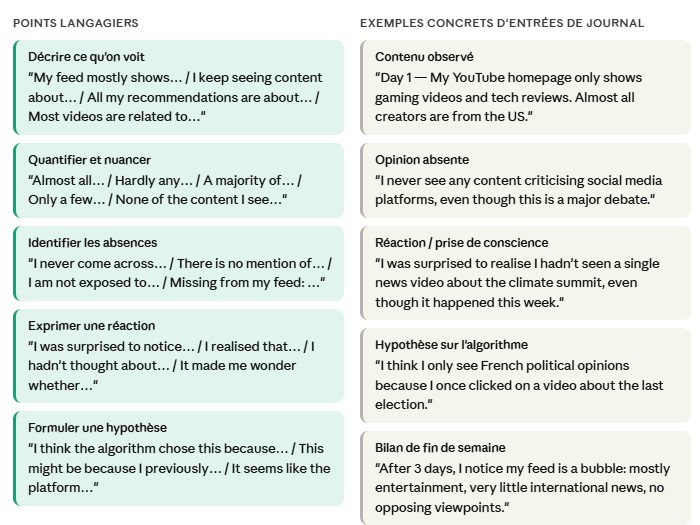 POINTS LANGAGIERS
Décrire ce qu'on voit
"My feed mostly shows… / I keep seeing content
about… / All my recommendations are about… /
Most videos are related to…"
Quantifier et nuancer
"Almost all… / Hardly any… / A majority of… /
Only a few… / None of the content I see…"
Identifier les absences
"I never come across… / There is no mention of… /
I am not exposed to… / Missing from my feed: …"
Exprimer une réaction
"I was surprised to notice… / I realised that… / I
hadn't thought about… / It made me wonder
whether…"
Formuler une hypothèse
"I think the algorithm chose this because… / This
might be because I previously… / It seems like the
platform…"
EXEMPLES CONCRETS D'ENTRÉES DE JOURNAL
Contenu observé
"Day 1 — My YouTube homepage only shows
gaming videos and tech reviews. Almost all
creators are from the US."
Opinion absente
"I never see any content criticising social media
platforms, even though this is a major debate."
Réaction / prise de conscience
"I was surprised to realise I hadn't seen a single
news video about the climate summit, even
though it happened this week."
Hypothèse sur l'algorithme
"I think I only see French political opinions
because I once clicked on a video about the last
election."
Bilan de fin de semaine
"After 3 days, I notice my feed is a bubble: mostly
entertainment, very little international news, no
opposing viewpoints."